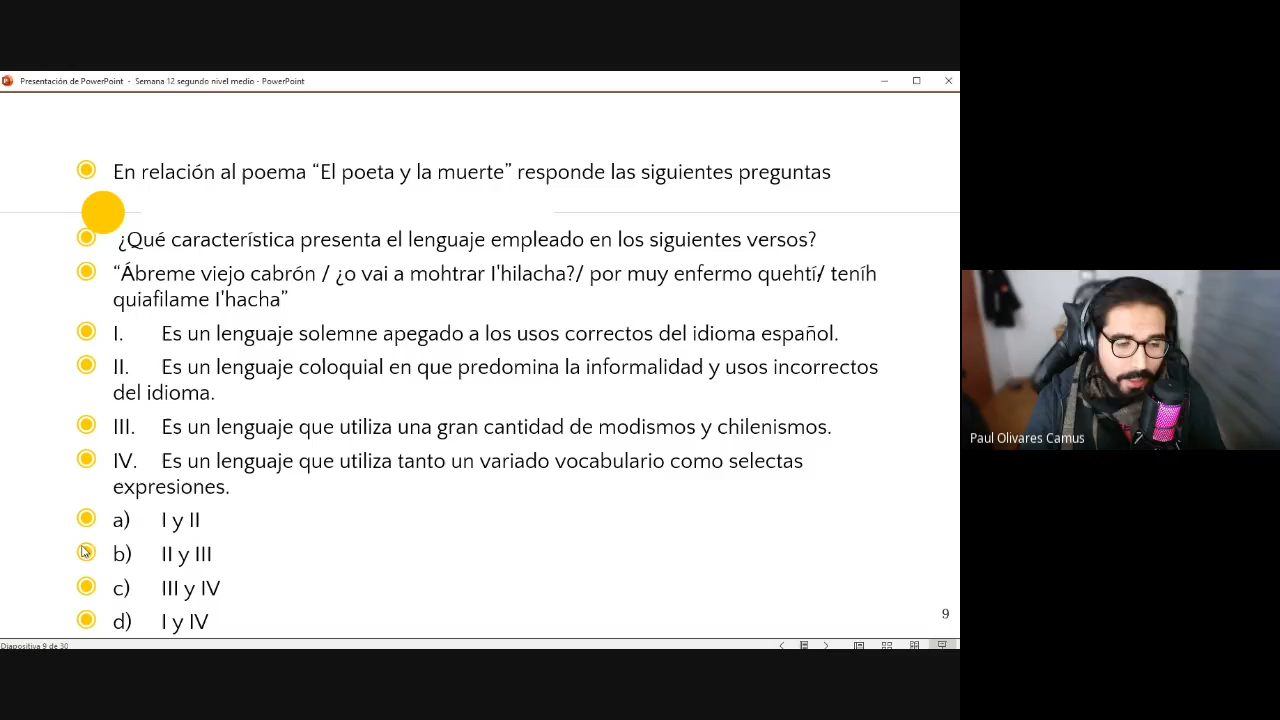 Presentación de PowerPoint - Semana 12 segundo nivel medio - PowerPoint
En relación al poema “El poeta y la muerte” responde las siguientes preguntas
¿Qué característica presenta el lenguaje empleado en los siguientes versos?
“Ábreme viejo cabrón / ¿o vai a mohtrar I'hilacha?/ por muy enfermo quehtí/ teníh
quiafilame I'hacha”
I. Es un lenguaje solemne apegado a los usos correctos del idioma español.
II. Es un lenguaje coloquial en que predomina la informalidad y usos incorrectos
del idioma.
III. Es un lenguaje que utiliza una gran cantidad de modismos y chilenismos.
IV. Es un lenguaje que utiliza tanto un variado vocabulario como selectas
expresiones.
a) I y II
b) II y III
c) III y IV
d) I y IV
9
Diapositiva 9 de 30
Paul Olivares Camus